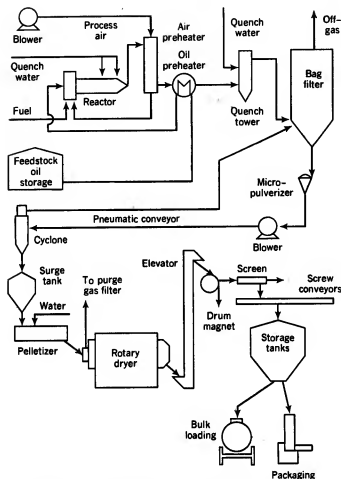 Process
air
Blower
Air
preheater
Oil
preheater
Quench
water
Off-
gas
Quench
water
Bag
filter
Reactor
Fuel
Quench
tower
Feedstock
oil
storage
Micro-
pulverizer
Pneumatic conveyor
Cyclone
Blower
Surge
tank
Elevator
To purge
gas filter
Screen
Water
Screw
conveyors
Drum
magnet
Pelletizer
Rotary
dryer
Storage
tanks
Bulk
loading
Packaging